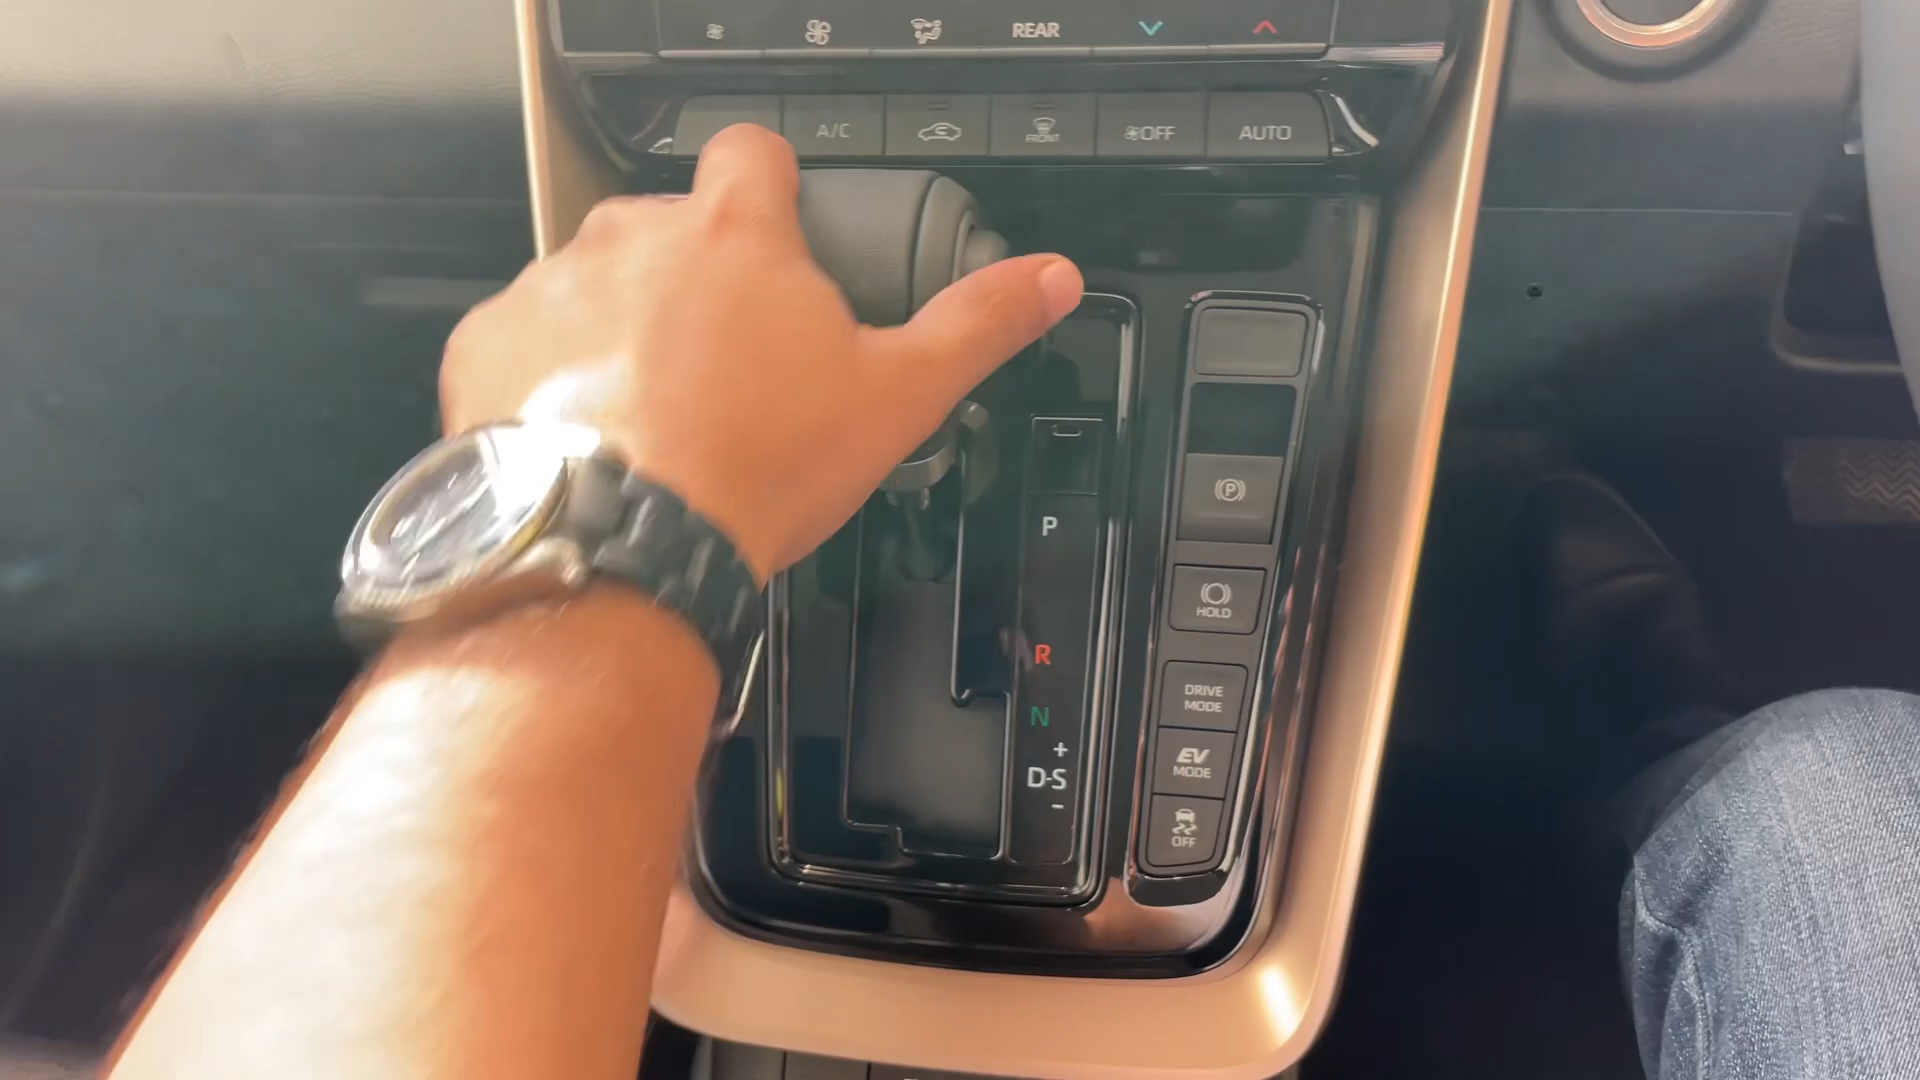 REAR
A/C
FRONT
OFF
AUTO
P
P
HOLD
R
DRIVE
MODE
N
+
D-S
-
EV
MODE
OFF